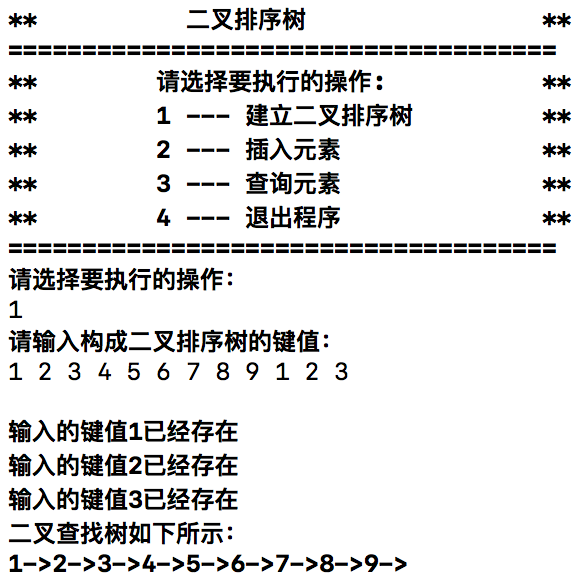 **          二叉排序树                **
=====================================
**        请选择要执行的操作:           **
**        1 --- 建立二叉排序树         **
**        2 --- 插入元素              **
**        3 --- 查询元素              **
**        4 --- 退出程序              **
=====================================
请选择要执行的操作:
1
请输入构成二叉排序树的键值:
1 2 3 4 5 6 7 8 9 1 2 3
输入的键值1已经存在
输入的键值2已经存在
输入的键值3已经存在
二叉查找树如下所示:
1->2->3->4->5->6->7->8->9->